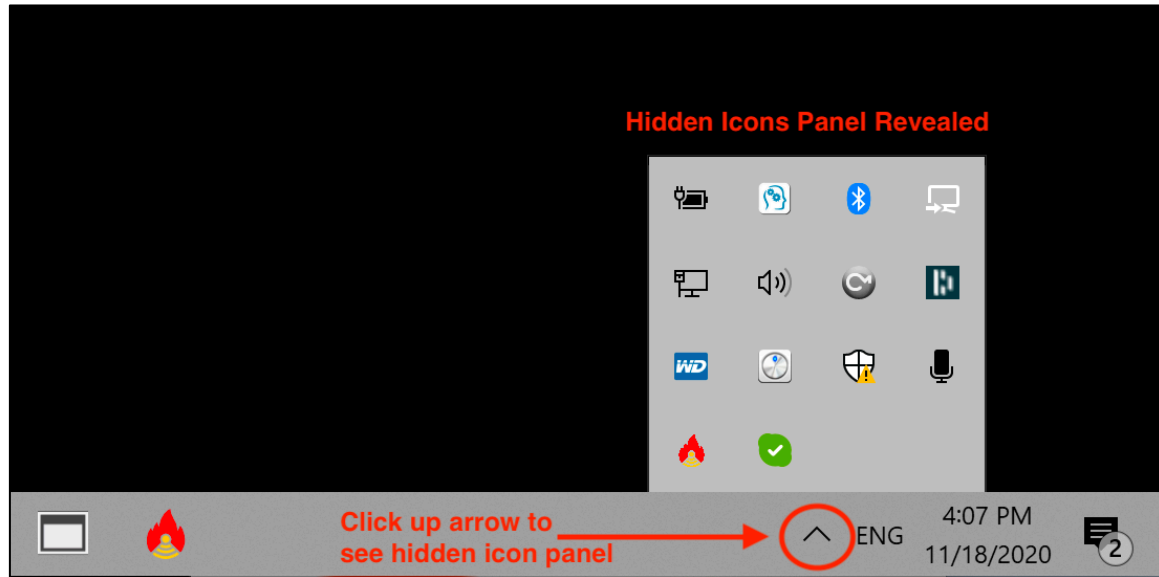 Hidden Icons Panel Revealed
WD
Click up arrow to
see hidden icon panel
ENG
4:07 PM
11/18/2020
2